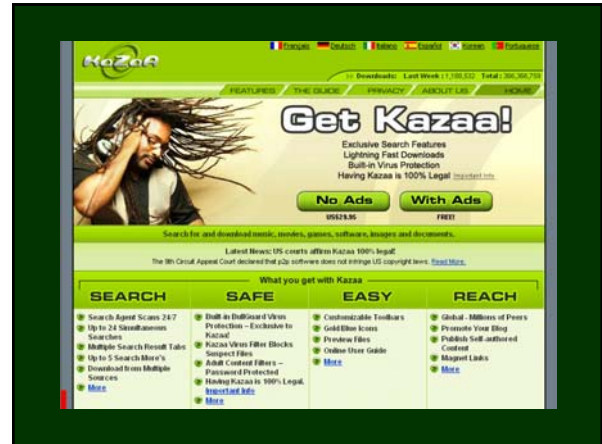 Français Deutsch Italiano Español Korean Portuguese
KaZaA
>> Downloads: Last Week : 1,100,532 Total : 366,366,759
FEATURES THE GUIDE PRIVACY ABOUT US HOME
Get Kazaa!
Exclusive Search Features
Lightning Fast Downloads
Built-in Virus Protection
Having Kazaa is 100% Legal Important Info
No Ads With Ads
US$29.95 FREE!
Search for and download music, movies, games, software, images and documents.
Latest News: US courts affirm Kazaa 100% legal!
The 9th Circuit Appeal Court declared that p2p software does not infringe US copyright laws. Read More.
What you get with Kazaa
SEARCH
Search Agent Scans 24/7
Up to 24 Simultaneous
Searches
Multiple Search Result Tabs
Up to 5 Search More's
Download from Multiple
Sources
More
SAFE
Built-in BullGuard Virus
Protection – Exclusive to
Kazaa!
Kazaa Virus Filter Blocks
Suspect Files
Adult Content Filters –
Password Protected
Having Kazaa is 100% Legal.
Important Info
More
EASY
Customizable Toolbars
Gold/Blue Icons
Preview Files
Online User Guide
More
REACH
Global - Millions of Peers
Promote Your Blog
Publish Self-authored
Content
Magnet Links
More